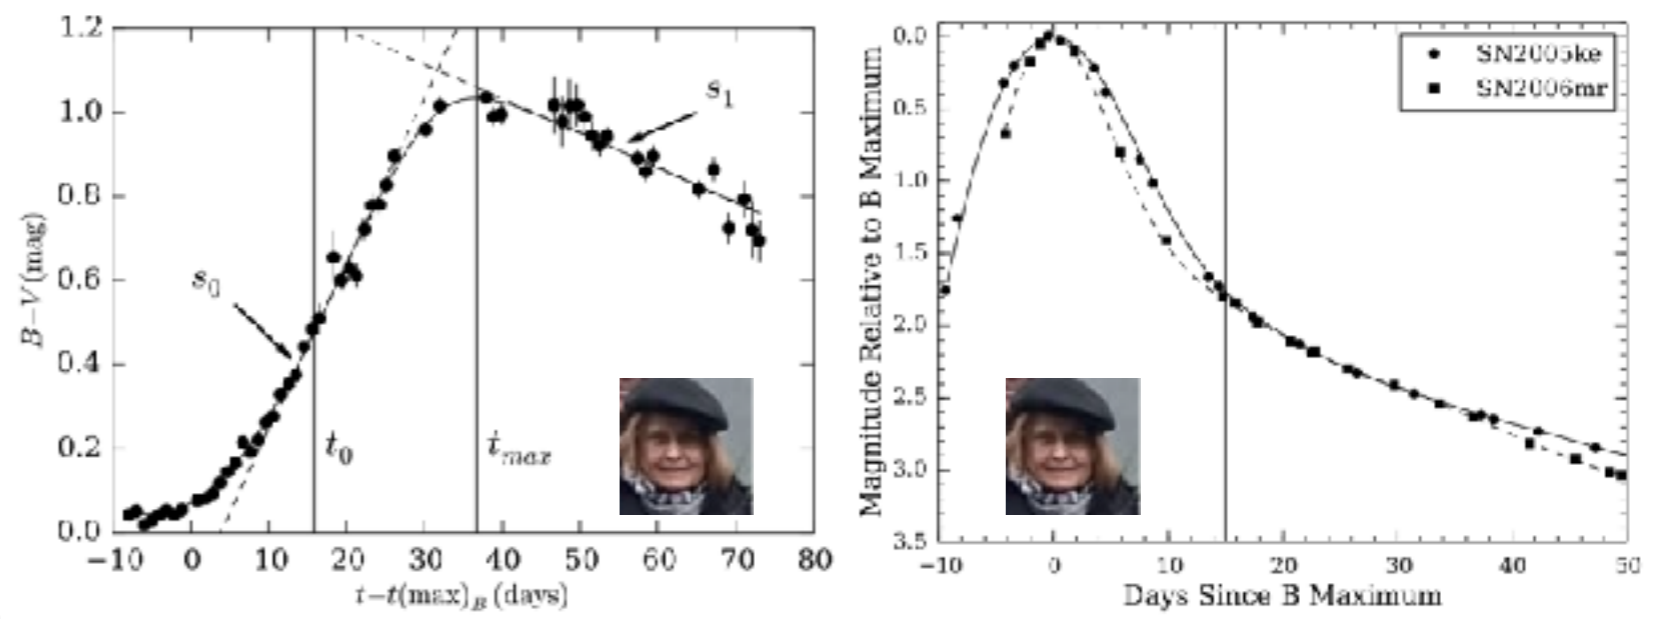 1.2
1.0
0.8
0.6
0.4
0.2
0.0
B−V(mag)
s₀
s₁
t₀
tₘₐₓ
−10 0 10 20 30 40 50 60 70 80
t−t(max)_B (days)
0.0
0.5
1.0
1.5
2.0
2.5
3.0
3.5
Magnitude Relative to B Maximum
SN2005ke
SN2006mr
−10 0 10 20 30 40 50
Days Since B Maximum